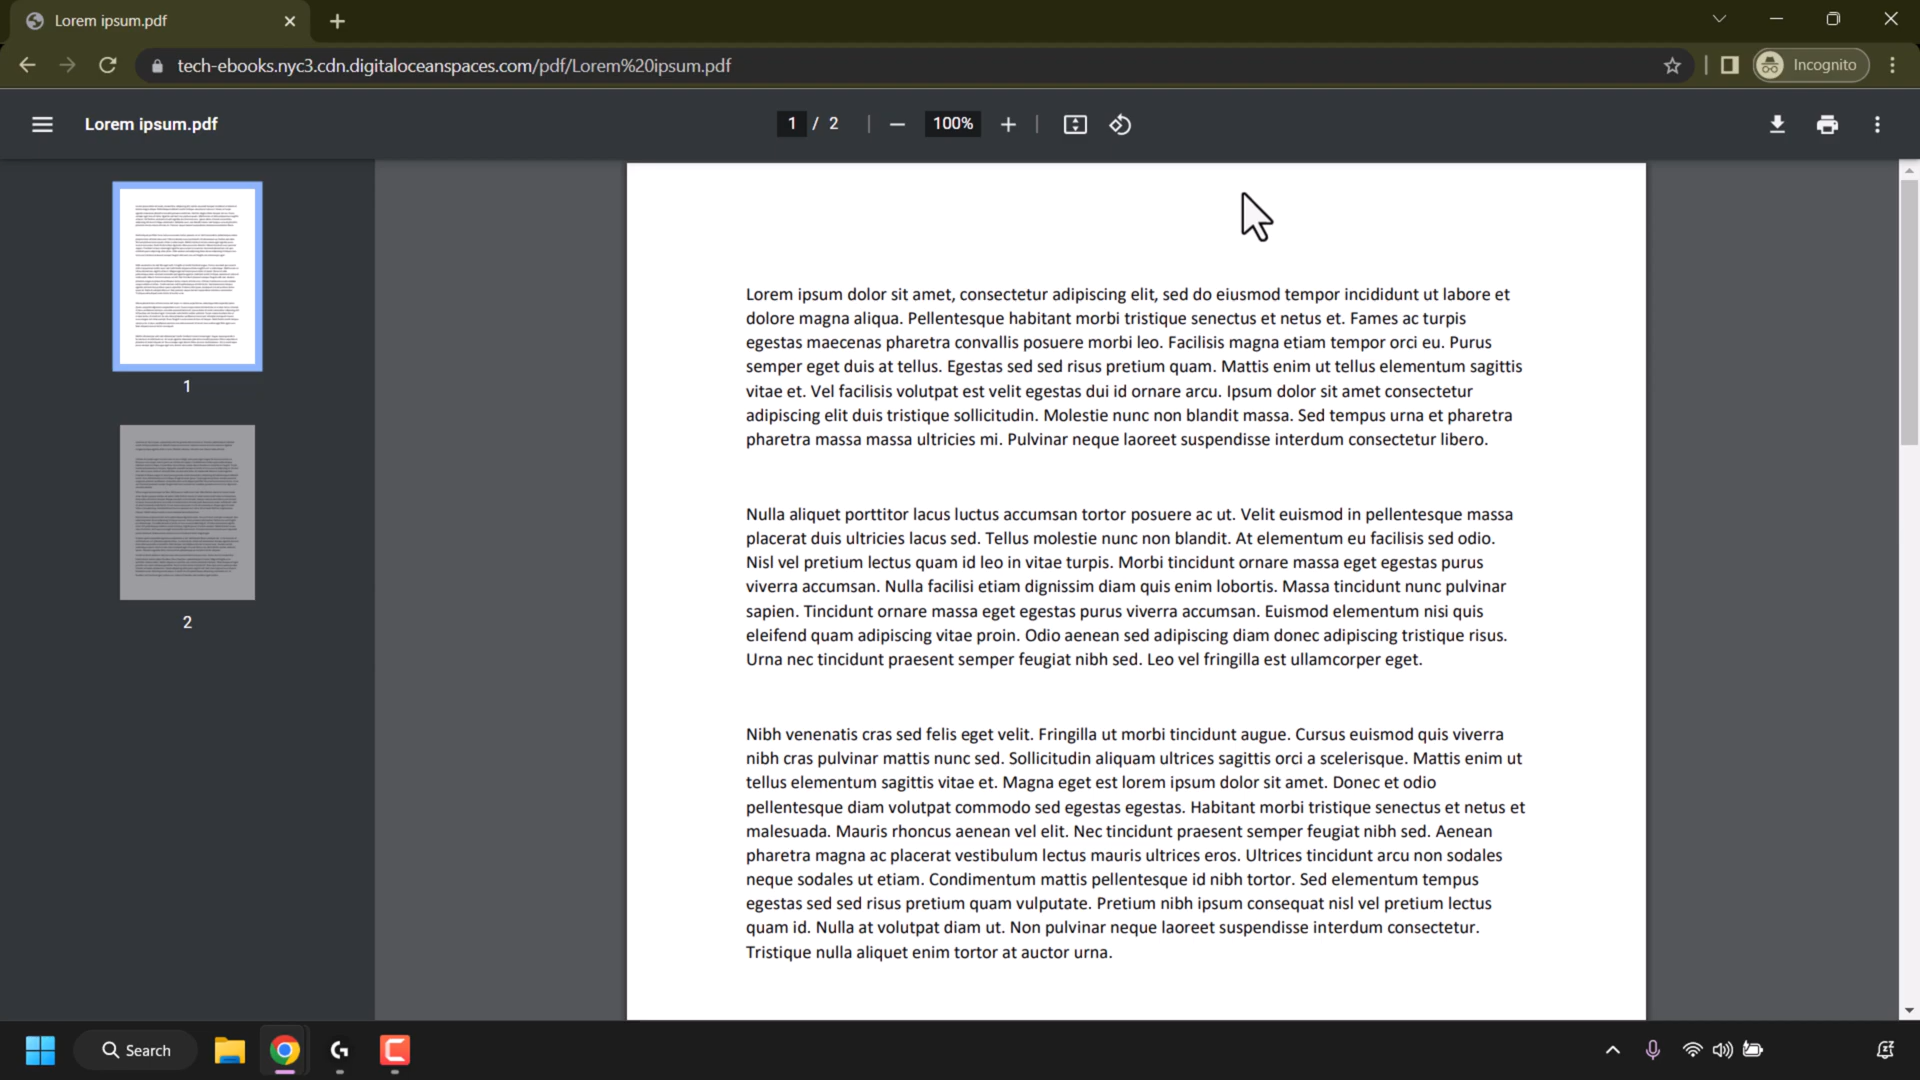 Lorem ipsum.pdf
tech-ebooks.nyc3.cdn.digitaloceanspaces.com/pdf/Lorem%20ipsum.pdf
Incognito
Lorem ipsum.pdf
1 / 2
100%
1
2
Lorem ipsum dolor sit amet, consectetur adipiscing elit, sed do eiusmod tempor incididunt ut labore et
dolore magna aliqua. Pellentesque habitant morbi tristique senectus et netus et. Fames ac turpis
egestas maecenas pharetra convallis posuere morbi leo. Facilisis magna etiam tempor orci eu. Purus
semper eget duis at tellus. Egestas sed sed risus pretium quam. Mattis enim ut tellus elementum sagittis
vitae et. Vel facilisis volutpat est velit egestas dui id ornare arcu. Ipsum dolor sit amet consectetur
adipiscing elit duis tristique sollicitudin. Molestie nunc non blandit massa. Sed tempus urna et pharetra
pharetra massa massa ultricies mi. Pulvinar neque laoreet suspendisse interdum consectetur libero.
Nulla aliquet porttitor lacus luctus accumsan tortor posuere ac ut. Velit euismod in pellentesque massa
placerat duis ultricies lacus sed. Tellus molestie nunc non blandit. At elementum eu facilisis sed odio.
Nisl vel pretium lectus quam id leo in vitae turpis. Morbi tincidunt ornare massa eget egestas purus
viverra accumsan. Nulla facilisi etiam dignissim diam quis enim lobortis. Massa tincidunt nunc pulvinar
sapien. Tincidunt ornare massa eget egestas purus viverra accumsan. Euismod elementum nisi quis
eleifend quam adipiscing vitae proin. Odio aenean sed adipiscing diam donec adipiscing tristique risus.
Urna nec tincidunt praesent semper feugiat nibh sed. Leo vel fringilla est ullamcorper eget.
Nibh venenatis cras sed felis eget velit. Fringilla ut morbi tincidunt augue. Cursus euismod quis viverra
nibh cras pulvinar mattis nunc sed. Sollicitudin aliquam ultrices sagittis orci a scelerisque. Mattis enim ut
tellus elementum sagittis vitae et. Magna eget est lorem ipsum dolor sit amet. Donec et odio
pellentesque diam volutpat commodo sed egestas egestas. Habitant morbi tristique senectus et netus et
malesuada. Mauris rhoncus aenean vel elit. Nec tincidunt praesent semper feugiat nibh sed. Aenean
pharetra magna ac placerat vestibulum lectus mauris ultrices eros. Ultrices tincidunt arcu non sodales
neque sodales ut etiam. Condimentum mattis pellentesque id nibh tortor. Sed elementum tempus
egestas sed sed risus pretium quam vulputate. Pretium nibh ipsum consequat nisl vel pretium lectus
quam id. Nulla at volutpat diam ut. Non pulvinar neque laoreet suspendisse interdum consectetur.
Tristique nulla aliquet enim tortor at auctor urna.
Search